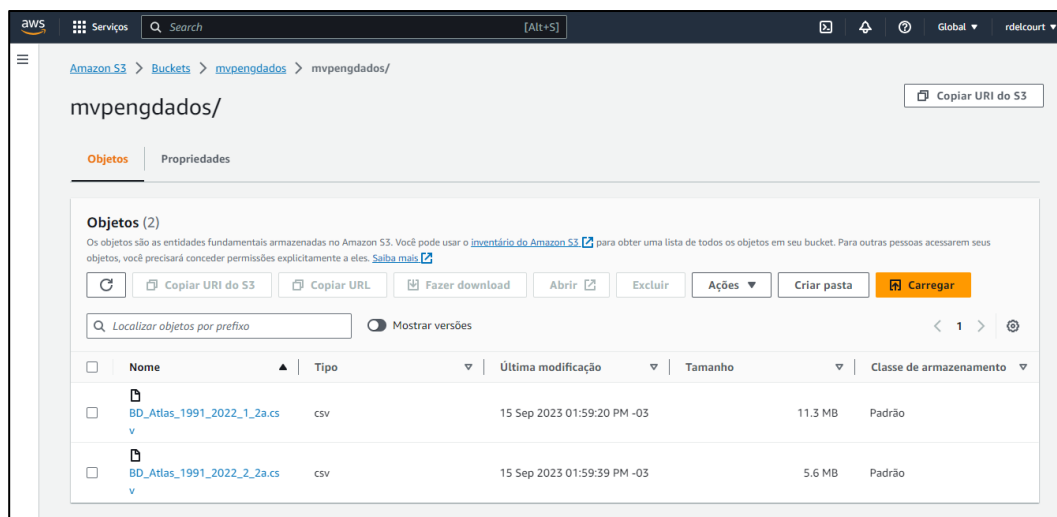 aws Serviços Search [Alt+S] Global ▼ rdelcourt ▼
Amazon S3 > Buckets > mvpengdados > mvpengdados/
mvpengdados/
Copiar URI do S3
Objetos Propriedades
Objetos (2)
Os objetos são as entidades fundamentais armazenadas no Amazon S3. Você pode usar o inventário do Amazon S3 para obter uma lista de todos os objetos em seu bucket. Para outras pessoas acessarem seus
objetos, você precisará conceder permissões explicitamente a eles. Saiba mais
Copiar URI do S3 Copiar URL Fazer download Abrir Excluir Ações ▼ Criar pasta Carregar
Localizar objetos por prefixo Mostrar versões < 1 >
Nome Tipo Última modificação Tamanho Classe de armazenamento
BD_Atlas_1991_2022_1_2a.cs csv 15 Sep 2023 01:59:20 PM -03 11.3 MB Padrão
v
BD_Atlas_1991_2022_2_2a.cs csv 15 Sep 2023 01:59:39 PM -03 5.6 MB Padrão
v